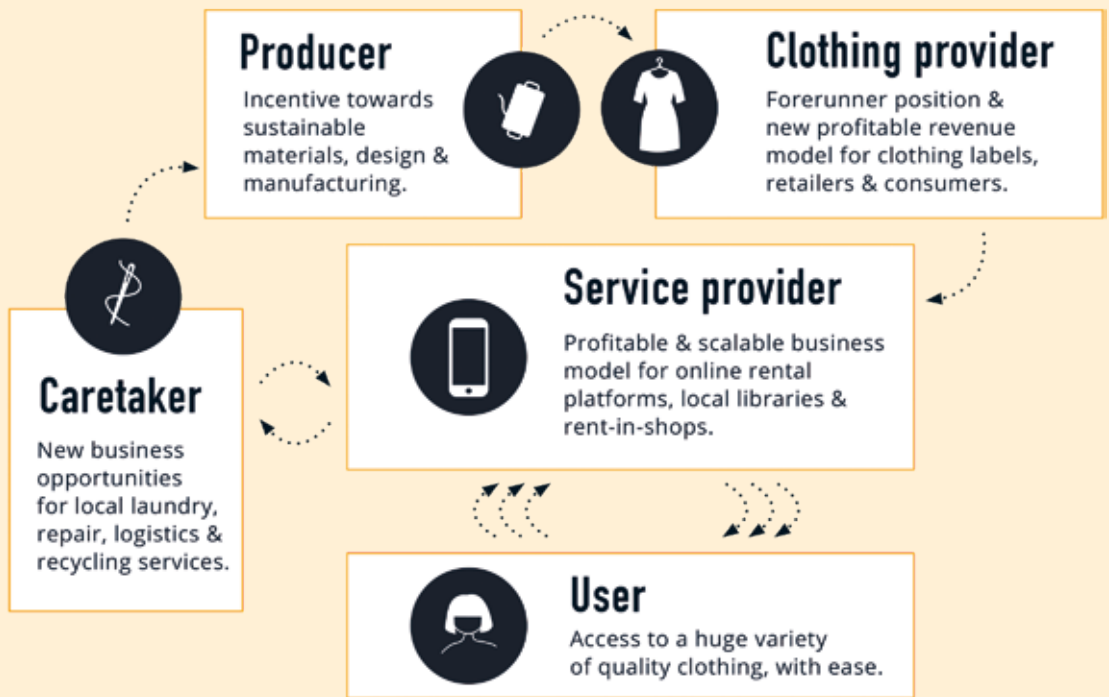 Producer
Incentive towards
sustainable
materials, design &
manufacturing.
Clothing provider
Forerunner position &
new profitable revenue
model for clothing labels,
retailers & consumers.
Service provider
Profitable & scalable business
model for online rental
platforms, local libraries &
rent-in-shops.
Caretaker
New business
opportunities
for local laundry,
repair, logistics &
recycling services.
User
Access to a huge variety
of quality clothing, with ease.